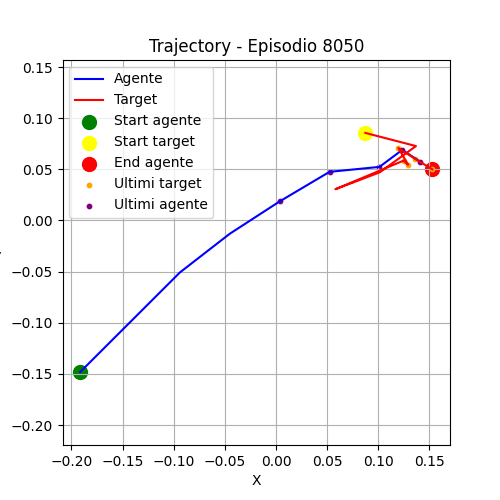 Trajectory - Episodio 8050
Agente
Target
Start agente
Start target
End agente
Ultimi target
Ultimi agente
0.15
0.10
0.05
0.00
−0.05
−0.10
−0.15
−0.20
−0.20 −0.15 −0.10 −0.05 0.00 0.05 0.10 0.15
X